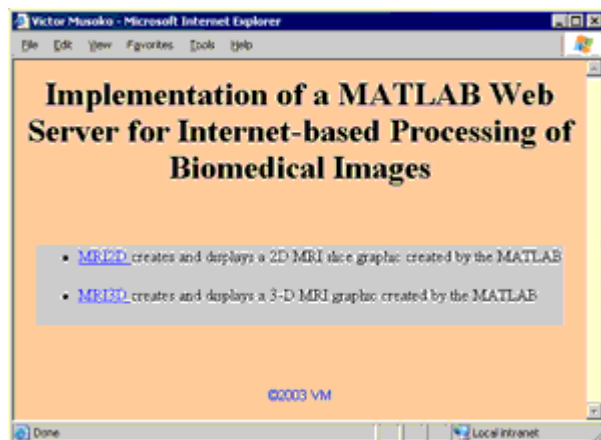 Victor Musoko - Microsoft Internet Explorer
File Edit View Favorites Tools Help
Implementation of a MATLAB Web
Server for Internet-based Processing of
Biomedical Images
MRI2D creates and displays a 2D MRI slice graphic created by the MATLAB
MRI3D creates and displays a 3-D MRI graphic created by the MATLAB
©2003 VM
Done
Local intranet